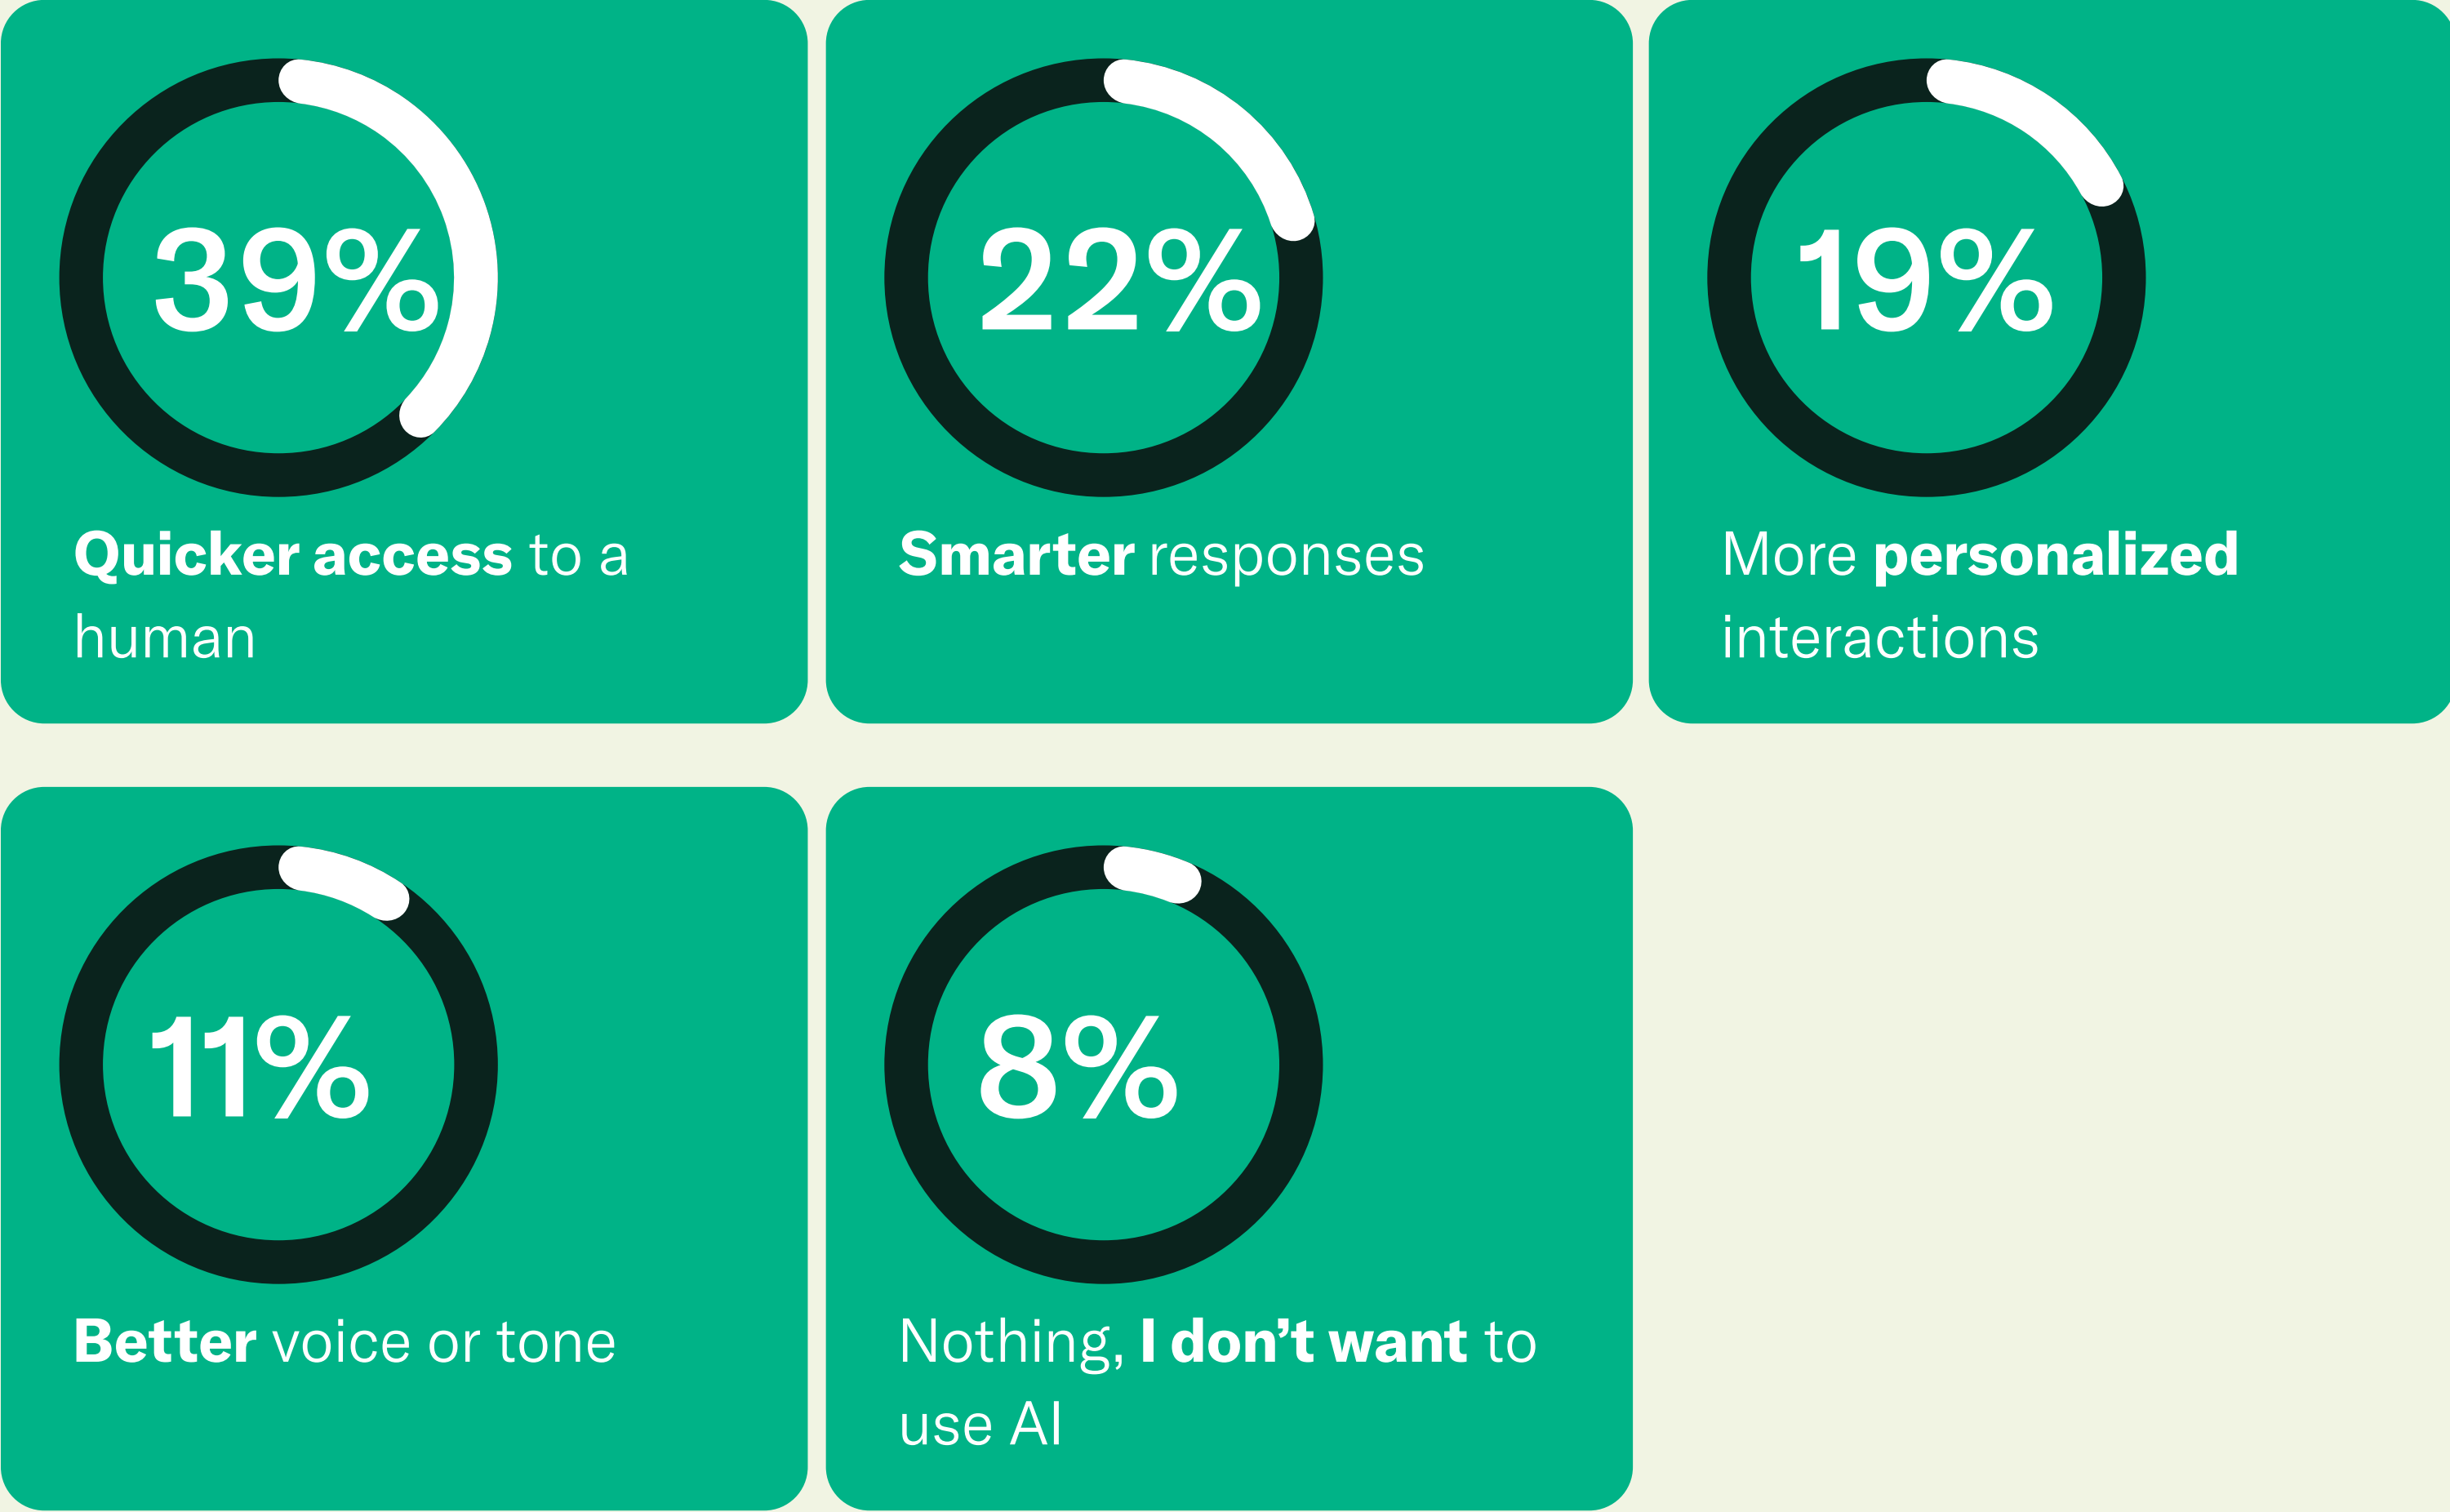 39%
Quicker access to a
human
22%
Smarter responses
19%
More personalized
interactions
11%
Better voice or tone
8%
Nothing, I don't want to
use AI